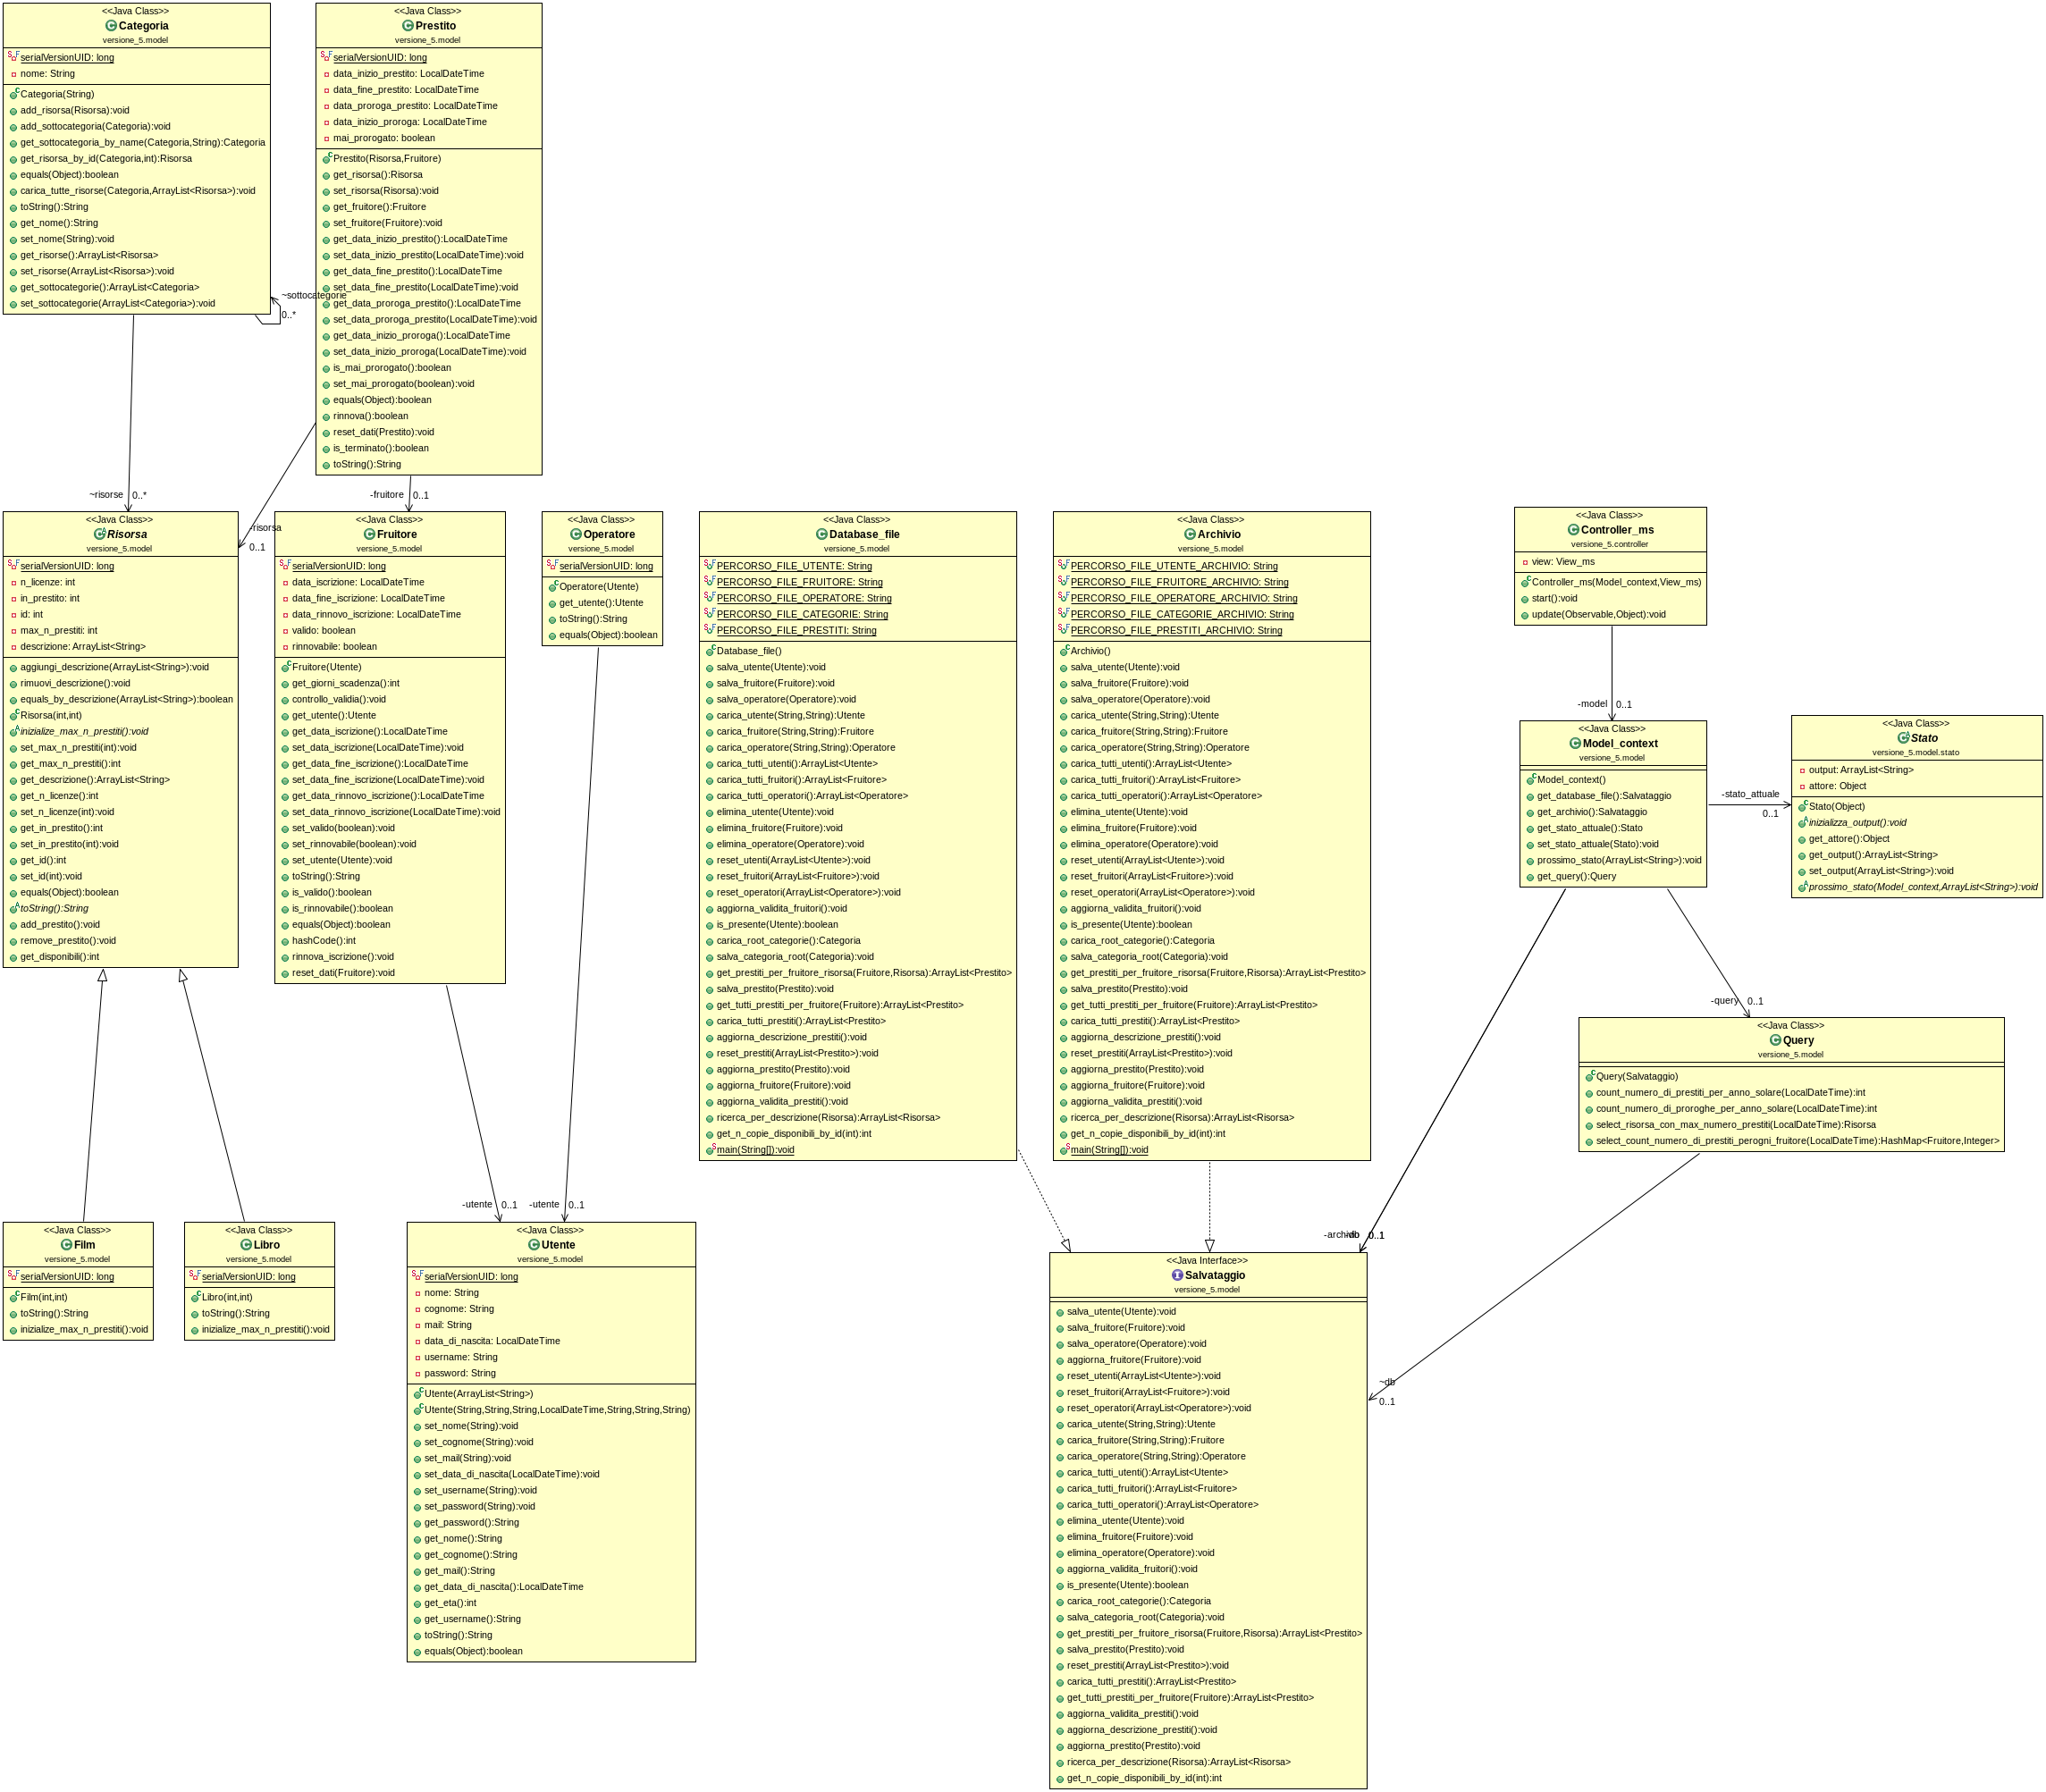 <<Java Class>>
Categoria
versione_5.model
serialVersionUID: long
nome: String
Categoria(String)
add_risorsa(Risorsa):void
add_sottocategoria(Categoria):void
get_sottocategoria_by_name(Categoria,String):Categoria
get_risorsa_by_id(Categoria,int):Risorsa
equals(Object):boolean
carica_tutte_risorse(Categoria,ArrayList<Risorsa>):void
toString():String
get_nome():String
set_nome(String):void
get_risorse():ArrayList<Risorsa>
set_risorse(ArrayList<Risorsa>):void
get_sottocategorie():ArrayList<Categoria>
set_sottocategorie(ArrayList<Categoria>):void
~sottocategorie
0..*
<<Java Class>>
Prestito
versione_5.model
serialVersionUID: long
data_inizio_prestito: LocalDateTime
data_fine_prestito: LocalDateTime
data_proroga_prestito: LocalDateTime
data_inizio_proroga: LocalDateTime
mai_prorogato: boolean
Prestito(Risorsa,Fruitore)
get_risorsa():Risorsa
set_risorsa(Risorsa):void
get_fruitore():Fruitore
set_fruitore(Fruitore):void
get_data_inizio_prestito():LocalDateTime
set_data_inizio_prestito(LocalDateTime):void
get_data_fine_prestito():LocalDateTime
set_data_fine_prestito(LocalDateTime):void
get_data_proroga_prestito():LocalDateTime
set_data_proroga_prestito(LocalDateTime):void
get_data_inizio_proroga():LocalDateTime
set_data_inizio_proroga(LocalDateTime):void
is_mai_prorogato():boolean
set_mai_prorogato(boolean):void
equals(Object):boolean
rinnova():boolean
reset_dati(Prestito):void
is_terminato():boolean
toString():String
~risorse 0..*
-risorsa
0..1
-fruitore 0..1
<<Java Class>>
Risorsa
versione_5.model
serialVersionUID: long
n_licenze: int
in_prestito: int
id: int
max_n_prestiti: int
descrizione: ArrayList<String>
aggiungi_descrizione(ArrayList<String>):void
rimuovi_descrizione():void
equals_by_descrizione(ArrayList<String>):boolean
Risorsa(int,int)
inizialize_max_n_prestiti():void
set_max_n_prestiti(int):void
get_max_n_prestiti():int
get_descrizione():ArrayList<String>
get_n_licenze():int
set_n_licenze(int):void
get_in_prestito():int
set_in_prestito(int):void
get_id():int
set_id(int):void
equals(Object):boolean
toString():String
add_prestito():void
remove_prestito():void
get_disponibili():int
<<Java Class>>
Fruitore
versione_5.model
serialVersionUID: long
data_iscrizione: LocalDateTime
data_fine_iscrizione: LocalDateTime
data_rinnovo_iscrizione: LocalDateTime
valido: boolean
rinnovabile: boolean
Fruitore(Utente)
get_giorni_scadenza():int
controllo_validia():void
get_utente():Utente
get_data_iscrizione():LocalDateTime
set_data_iscrizione(LocalDateTime):void
get_data_fine_iscrizione():LocalDateTime
set_data_fine_iscrizione(LocalDateTime):void
get_data_rinnovo_iscrizione():LocalDateTime
set_data_rinnovo_iscrizione(LocalDateTime):void
set_valido(boolean):void
set_rinnovabile(boolean):void
set_utente(Utente):void
toString():String
is_valido():boolean
is_rinnovabile():boolean
equals(Object):boolean
hashCode():int
rinnova_iscrizione():void
reset_dati(Fruitore):void
<<Java Class>>
Operatore
versione_5.model
serialVersionUID: long
Operatore(Utente)
get_utente():Utente
toString():String
equals(Object):boolean
<<Java Class>>
Database_file
versione_5.model
PERCORSO_FILE_UTENTE: String
PERCORSO_FILE_FRUITORE: String
PERCORSO_FILE_OPERATORE: String
PERCORSO_FILE_CATEGORIE: String
PERCORSO_FILE_PRESTITI: String
Database_file()
salva_utente(Utente):void
salva_fruitore(Fruitore):void
salva_operatore(Operatore):void
carica_utente(String,String):Utente
carica_fruitore(String,String):Fruitore
carica_operatore(String,String):Operatore
carica_tutti_utenti():ArrayList<Utente>
carica_tutti_fruitori():ArrayList<Fruitore>
carica_tutti_operatori():ArrayList<Operatore>
elimina_utente(Utente):void
elimina_fruitore(Fruitore):void
elimina_operatore(Operatore):void
reset_utenti(ArrayList<Utente>):void
reset_fruitori(ArrayList<Fruitore>):void
reset_operatori(ArrayList<Operatore>):void
aggiorna_validita_fruitori():void
is_presente(Utente):boolean
carica_root_categorie():Categoria
salva_categoria_root(Categoria):void
get_prestiti_per_fruitore_risorsa(Fruitore,Risorsa):ArrayList<Prestito>
salva_prestito(Prestito):void
get_tutti_prestiti_per_fruitore(Fruitore):ArrayList<Prestito>
carica_tutti_prestiti():ArrayList<Prestito>
aggiorna_descrizione_prestiti():void
reset_prestiti(ArrayList<Prestito>):void
aggiorna_prestito(Prestito):void
aggiorna_fruitore(Fruitore):void
aggiorna_validita_prestiti():void
ricerca_per_descrizione(Risorsa):ArrayList<Risorsa>
get_n_copie_disponibili_by_id(int):int
main(String[]):void
<<Java Class>>
Archivio
versione_5.model
PERCORSO_FILE_UTENTE_ARCHIVIO: String
PERCORSO_FILE_FRUITORE_ARCHIVIO: String
PERCORSO_FILE_OPERATORE_ARCHIVIO: String
PERCORSO_FILE_CATEGORIE_ARCHIVIO: String
PERCORSO_FILE_PRESTITI_ARCHIVIO: String
Archivio()
salva_utente(Utente):void
salva_fruitore(Fruitore):void
salva_operatore(Operatore):void
carica_utente(String,String):Utente
carica_fruitore(String,String):Fruitore
carica_operatore(String,String):Operatore
carica_tutti_utenti():ArrayList<Utente>
carica_tutti_fruitori():ArrayList<Fruitore>
carica_tutti_operatori():ArrayList<Operatore>
elimina_utente(Utente):void
elimina_fruitore(Fruitore):void
elimina_operatore(Operatore):void
reset_utenti(ArrayList<Utente>):void
reset_fruitori(ArrayList<Fruitore>):void
reset_operatori(ArrayList<Operatore>):void
aggiorna_validita_fruitori():void
is_presente(Utente):boolean
carica_root_categorie():Categoria
salva_categoria_root(Categoria):void
get_prestiti_per_fruitore_risorsa(Fruitore,Risorsa):ArrayList<Prestito>
salva_prestito(Prestito):void
get_tutti_prestiti_per_fruitore(Fruitore):ArrayList<Prestito>
carica_tutti_prestiti():ArrayList<Prestito>
aggiorna_descrizione_prestiti():void
reset_prestiti(ArrayList<Prestito>):void
aggiorna_prestito(Prestito):void
aggiorna_fruitore(Fruitore):void
aggiorna_validita_prestiti():void
ricerca_per_descrizione(Risorsa):ArrayList<Risorsa>
get_n_copie_disponibili_by_id(int):int
main(String[]):void
<<Java Class>>
Controller_ms
versione_5.controller
view: View_ms
Controller_ms(Model_context,View_ms)
start():void
update(Observable,Object):void
-model 0..1
<<Java Class>>
Model_context
versione_5.model
Model_context()
get_database_file():Salvataggio
get_archivio():Salvataggio
get_stato_attuale():Stato
set_stato_attuale(Stato):void
prossimo_stato(ArrayList<String>):void
get_query():Query
-stato_attuale
0..1
<<Java Class>>
Stato
versione_5.model.stato
output: ArrayList<String>
attore: Object
Stato(Object)
inizializza_output():void
get_attore():Object
get_output():ArrayList<String>
set_output(ArrayList<String>):void
prossimo_stato(Model_context,ArrayList<String>):void
-query 0..1
<<Java Class>>
Query
versione_5.model
Query(Salvataggio)
count_numero_di_prestiti_per_anno_solare(LocalDateTime):int
count_numero_di_proroghe_per_anno_solare(LocalDateTime):int
select_risorsa_con_max_numero_prestiti(LocalDateTime):Risorsa
select_count_numero_di_prestiti_perogni_fruitore(LocalDateTime):HashMap<Fruitore,Integer>
<<Java Class>>
Film
versione_5.model
serialVersionUID: long
Film(int,int)
toString():String
inizialize_max_n_prestiti():void
<<Java Class>>
Libro
versione_5.model
serialVersionUID: long
Libro(int,int)
toString():String
inizialize_max_n_prestiti():void
-utente 0..1
-utente 0..1
<<Java Class>>
Utente
versione_5.model
serialVersionUID: long
nome: String
cognome: String
mail: String
data_di_nascita: LocalDateTime
username: String
password: String
Utente(ArrayList<String>)
Utente(String,String,String,LocalDateTime,String,String,String)
set_nome(String):void
set_cognome(String):void
set_mail(String):void
set_data_di_nascita(LocalDateTime):void
set_username(String):void
set_password(String):void
get_password():String
get_nome():String
get_cognome():String
get_mail():String
get_data_di_nascita():LocalDateTime
get_eta():int
get_username():String
toString():String
equals(Object):boolean
-archivio 0..1
<<Java Interface>>
Salvataggio
versione_5.model
salva_utente(Utente):void
salva_fruitore(Fruitore):void
salva_operatore(Operatore):void
aggiorna_fruitore(Fruitore):void
reset_utenti(ArrayList<Utente>):void
reset_fruitori(ArrayList<Fruitore>):void
reset_operatori(ArrayList<Operatore>):void
carica_utente(String,String):Utente
carica_fruitore(String,String):Fruitore
carica_operatore(String,String):Operatore
carica_tutti_utenti():ArrayList<Utente>
carica_tutti_fruitori():ArrayList<Fruitore>
carica_tutti_operatori():ArrayList<Operatore>
elimina_utente(Utente):void
elimina_fruitore(Fruitore):void
elimina_operatore(Operatore):void
aggiorna_validita_fruitori():void
is_presente(Utente):boolean
carica_root_categorie():Categoria
salva_categoria_root(Categoria):void
get_prestiti_per_fruitore_risorsa(Fruitore,Risorsa):ArrayList<Prestito>
salva_prestito(Prestito):void
reset_prestiti(ArrayList<Prestito>):void
carica_tutti_prestiti():ArrayList<Prestito>
get_tutti_prestiti_per_fruitore(Fruitore):ArrayList<Prestito>
aggiorna_validita_prestiti():void
aggiorna_descrizione_prestiti():void
aggiorna_prestito(Prestito):void
ricerca_per_descrizione(Risorsa):ArrayList<Risorsa>
get_n_copie_disponibili_by_id(int):int
~db
0..1